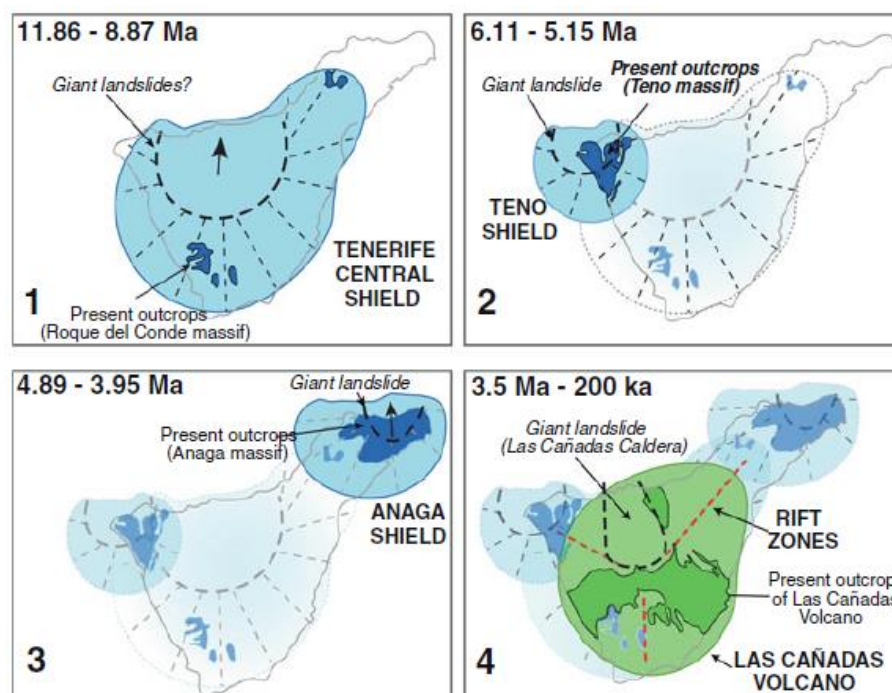 11.86 - 8.87 Ma
Giant landslides?
TENERIFE
CENTRAL
SHIELD
Present outcrops
(Roque del Conde massif)
1
6.11 - 5.15 Ma
Giant landslide
Present outcrops
(Teno massif)
TENO
SHIELD
2
4.89 - 3.95 Ma
Giant landslide
Present outcrops
(Anaga massif)
ANAGA
SHIELD
3
3.5 Ma - 200 ka
Giant landslide
(Las Cañadas Caldera)
RIFT
ZONES
Present outcrop
of Las Cañadas
Volcano
LAS CAÑADAS
VOLCANO
4